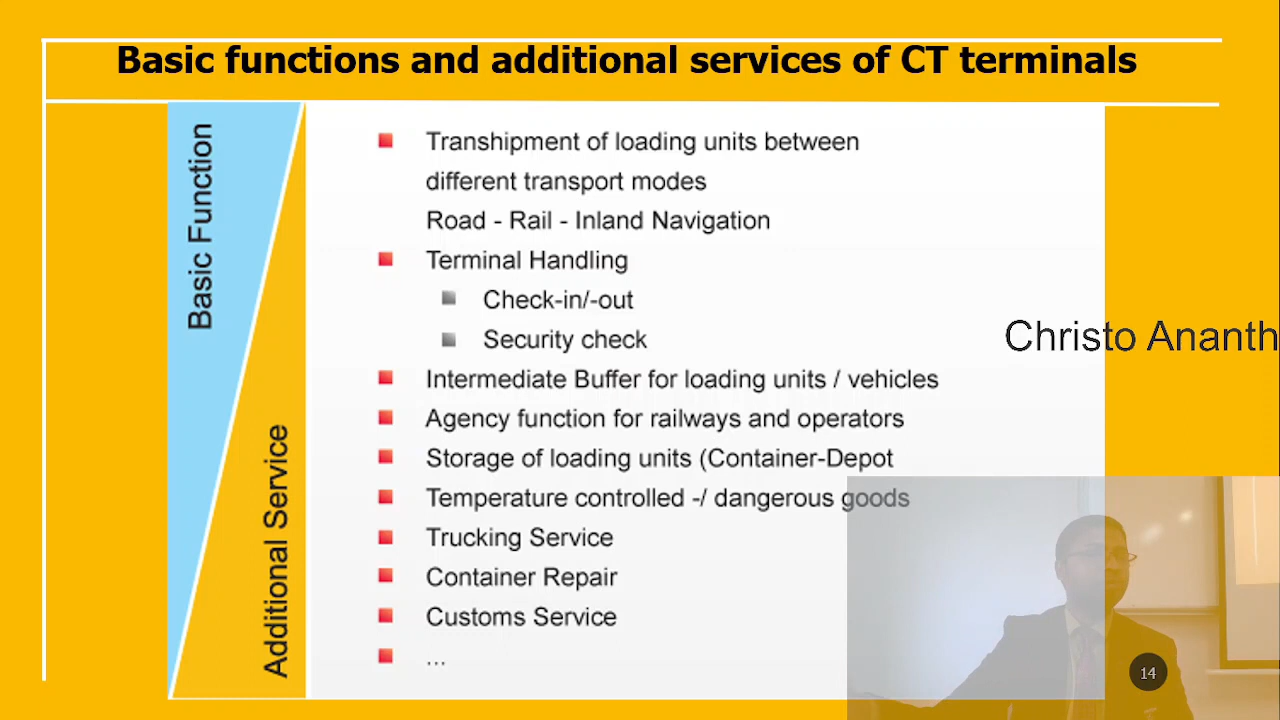 Basic functions and additional services of CT terminals
Basic Function
Additional Service
Transhipment of loading units between
different transport modes
Road - Rail - Inland Navigation
Terminal Handling
Check-in/-out
Security check
Intermediate Buffer for loading units / vehicles
Agency function for railways and operators
Storage of loading units (Container-Depot
Temperature controlled -/ dangerous goods
Trucking Service
Container Repair
Customs Service
...
Christo Ananth
14